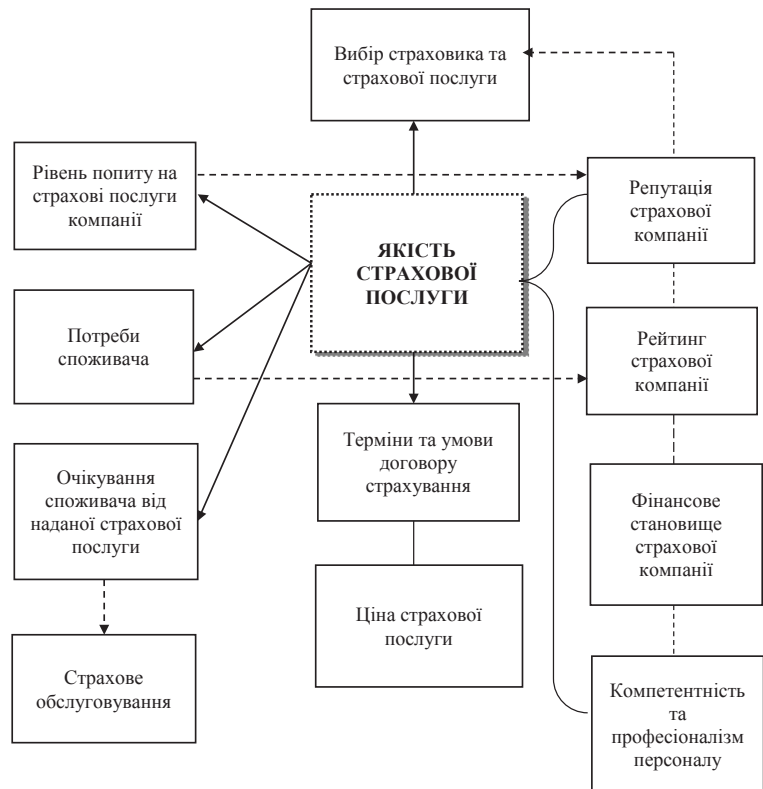 Вибір страховика та
страхової послуги
Рівень попиту на
страхові послуги
компанії
Репутація
страхової
компанії
ЯКІСТЬ
СТРАХОВОЇ
ПОСЛУГИ
Потреби
споживача
Рейтинг
страхової
компанії
Терміни та умови
договору
страхування
Очікування
споживача від
наданої страхової
послуги
Фінансове
становище
страхової
компанії
Ціна страхової
послуги
Страхове
обслуговування
Компетентність
та
професіоналізм
персоналу